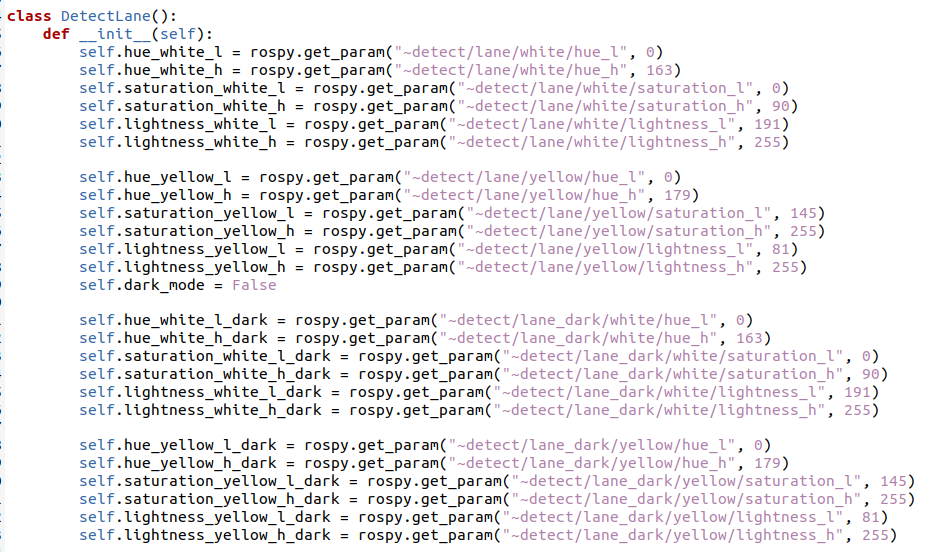 class DetectLane():
    def __init__(self):
        self.hue_white_l = rospy.get_param("~detect/lane/white/hue_l", 0)
        self.hue_white_h = rospy.get_param("~detect/lane/white/hue_h", 163)
        self.saturation_white_l = rospy.get_param("~detect/lane/white/saturation_l", 0)
        self.saturation_white_h = rospy.get_param("~detect/lane/white/saturation_h", 90)
        self.lightness_white_l = rospy.get_param("~detect/lane/white/lightness_l", 191)
        self.lightness_white_h = rospy.get_param("~detect/lane/white/lightness_h", 255)

        self.hue_yellow_l = rospy.get_param("~detect/lane/yellow/hue_l", 0)
        self.hue_yellow_h = rospy.get_param("~detect/lane/yellow/hue_h", 179)
        self.saturation_yellow_l = rospy.get_param("~detect/lane/yellow/saturation_l", 145)
        self.saturation_yellow_h = rospy.get_param("~detect/lane/yellow/saturation_h", 255)
        self.lightness_yellow_l = rospy.get_param("~detect/lane/yellow/lightness_l", 81)
        self.lightness_yellow_h = rospy.get_param("~detect/lane/yellow/lightness_h", 255)
        self.dark_mode = False

        self.hue_white_l_dark = rospy.get_param("~detect/lane_dark/white/hue_l", 0)
        self.hue_white_h_dark = rospy.get_param("~detect/lane_dark/white/hue_h", 163)
        self.saturation_white_l_dark = rospy.get_param("~detect/lane_dark/white/saturation_l", 0)
        self.saturation_white_h_dark = rospy.get_param("~detect/lane_dark/white/saturation_h", 90)
        self.lightness_white_l_dark = rospy.get_param("~detect/lane_dark/white/lightness_l", 191)
        self.lightness_white_h_dark = rospy.get_param("~detect/lane_dark/white/lightness_h", 255)

        self.hue_yellow_l_dark = rospy.get_param("~detect/lane_dark/yellow/hue_l", 0)
        self.hue_yellow_h_dark = rospy.get_param("~detect/lane_dark/yellow/hue_h", 179)
        self.saturation_yellow_l_dark = rospy.get_param("~detect/lane_dark/yellow/saturation_l", 145)
        self.saturation_yellow_h_dark = rospy.get_param("~detect/lane_dark/yellow/saturation_h", 255)
        self.lightness_yellow_l_dark = rospy.get_param("~detect/lane_dark/yellow/lightness_l", 81)
        self.lightness_yellow_h_dark = rospy.get_param("~detect/lane_dark/yellow/lightness_h", 255)